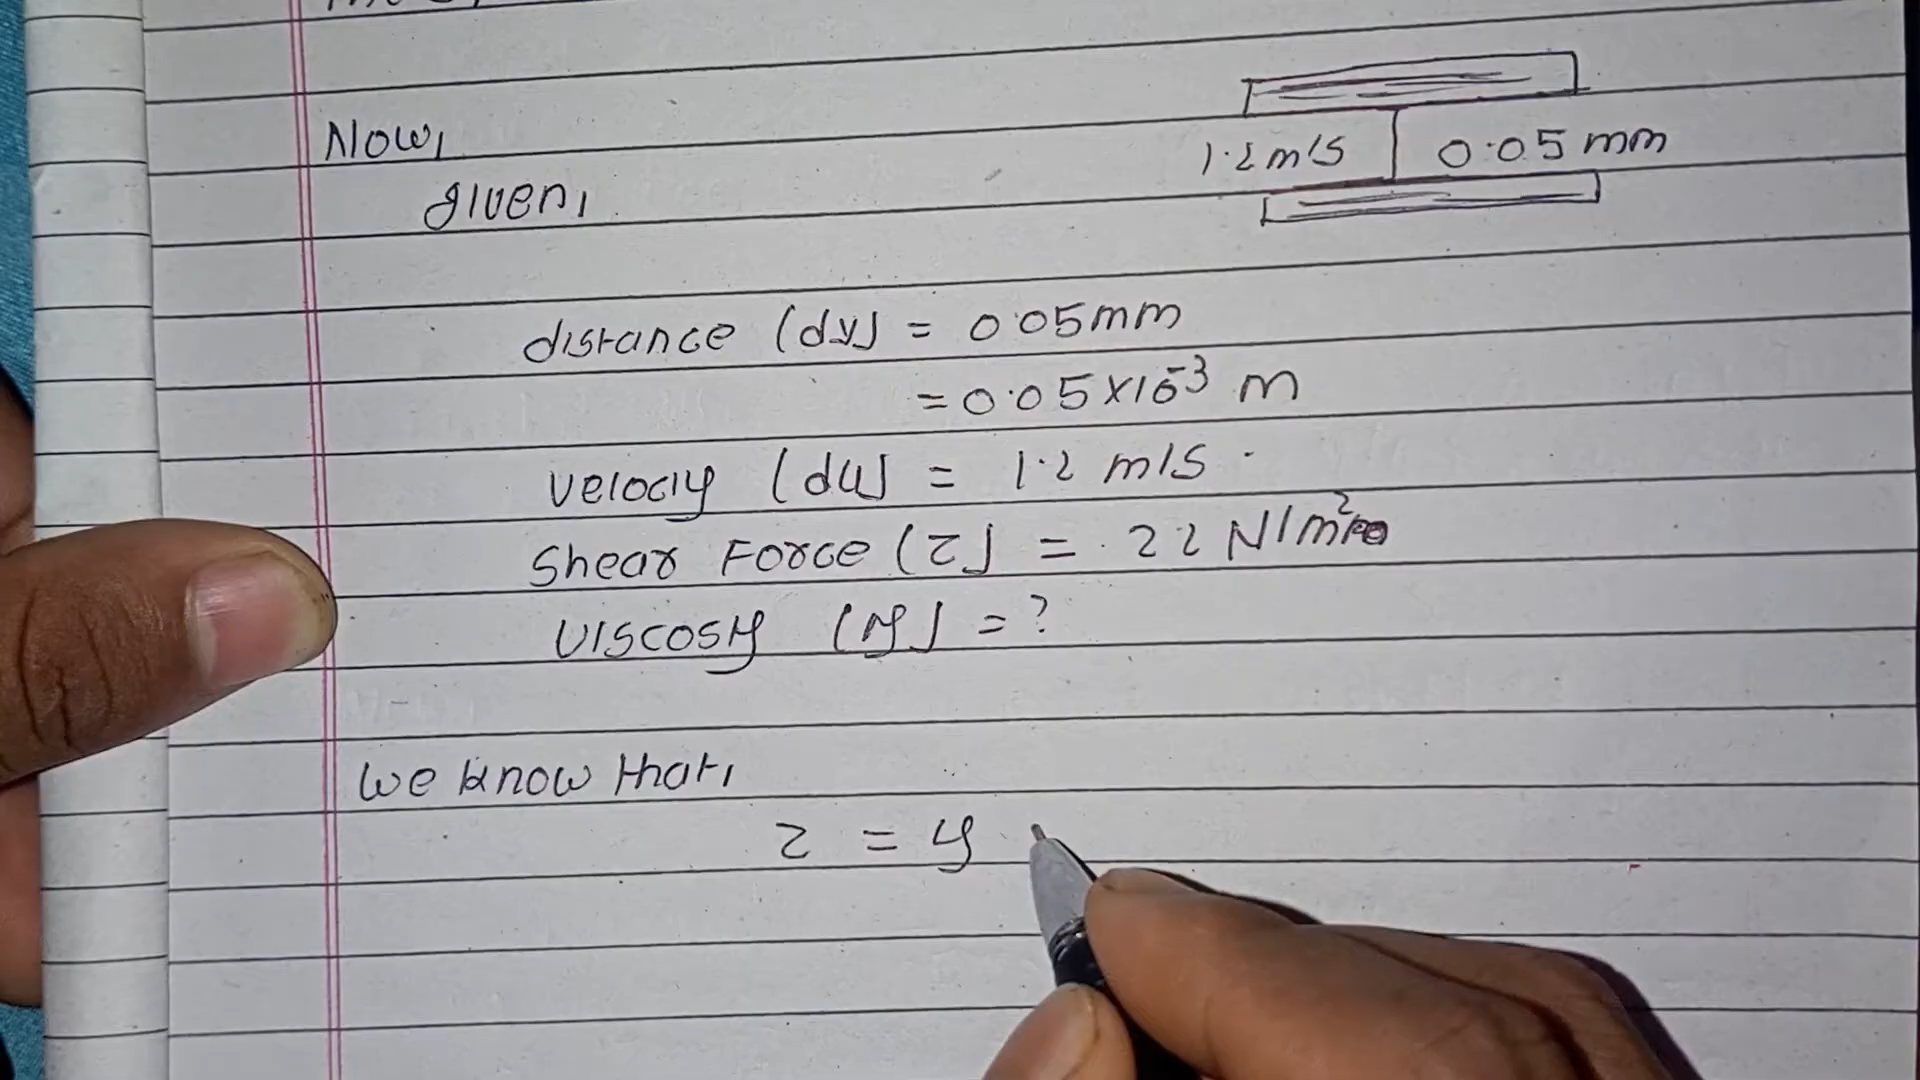 Now,
1.2 m/s 0.05 mm
given,
distance (dy) = 0.05mm
= 0.05×10⁻³ m
velocity (du) = 1.2 m/s
Shear Force (τ) = 2.2 N/m²
viscosity (μ) = ?
we know that,
τ = μ